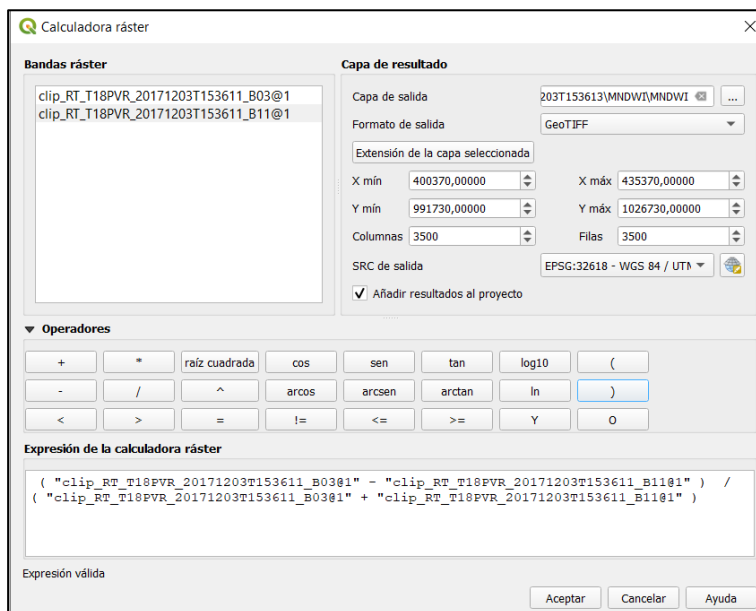 Calculadora ráster
Bandas ráster
clip_RT_T18PVR_20171203T153611_B03@1
clip_RT_T18PVR_20171203T153611_B11@1
Capa de resultado
Capa de salida
203T153613\MNDWI\MNDWI
...
Formato de salida
GeoTIFF
Extensión de la capa seleccionada
X mín 400370,00000 X máx 435370,00000
Y mín 991730,00000 Y máx 1026730,00000
Columnas 3500 Filas 3500
SRC de salida EPSG:32618 - WGS 84 / UTM
Añadir resultados al proyecto
Operadores
+ * raíz cuadrada cos sen tan log10 (
- / ^ arcos arcsen arctan ln )
< > = != <= >= Y O
Expresión de la calculadora ráster
( "clip_RT_T18PVR_20171203T153611_B03@1" - "clip_RT_T18PVR_20171203T153611_B11@1" ) /
( "clip_RT_T18PVR_20171203T153611_B03@1" + "clip_RT_T18PVR_20171203T153611_B11@1" )
Expresión válida
Aceptar Cancelar Ayuda